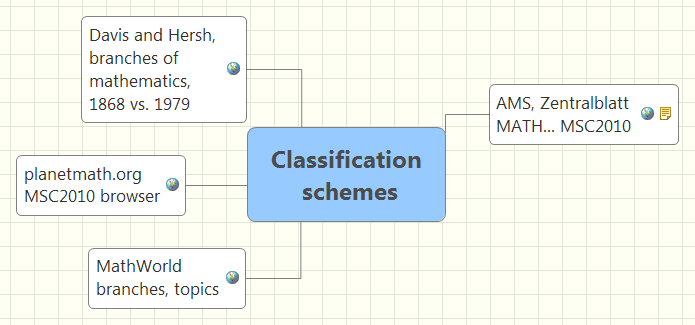 Davis and Hersh,
branches of
mathematics,
1868 vs. 1979
AMS, Zentralblatt
MATH... MSC2010
Classification
schemes
planetmath.org
MSC2010 browser
MathWorld
branches, topics